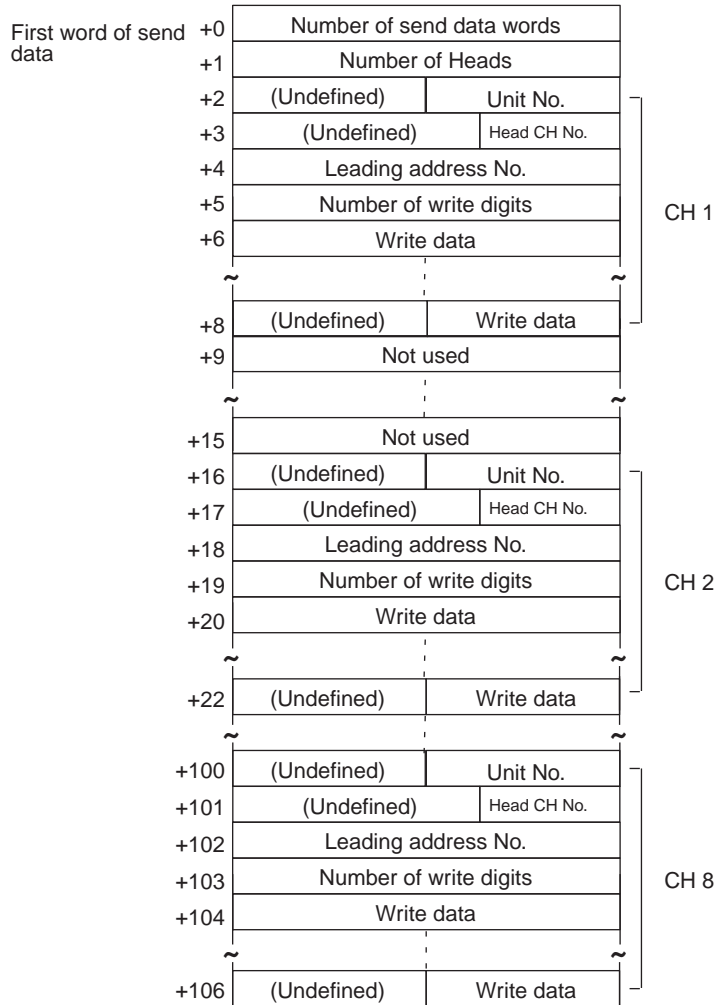 First word of send data
+0 Number of send data words
+1 Number of Heads
+2 (Undefined) Unit No.
+3 (Undefined) Head CH No.
+4 Leading address No.
+5 Number of write digits
CH 1
+6 Write data
~ ~
+8 (Undefined) Write data
+9 Not used
~ ~
+15 Not used
+16 (Undefined) Unit No.
+17 (Undefined) Head CH No.
+18 Leading address No.
+19 Number of write digits
CH 2
+20 Write data
~ ~
+22 (Undefined) Write data
~ ~
+100 (Undefined) Unit No.
+101 (Undefined) Head CH No.
+102 Leading address No.
+103 Number of write digits
CH 8
+104 Write data
~ ~
+106 (Undefined) Write data